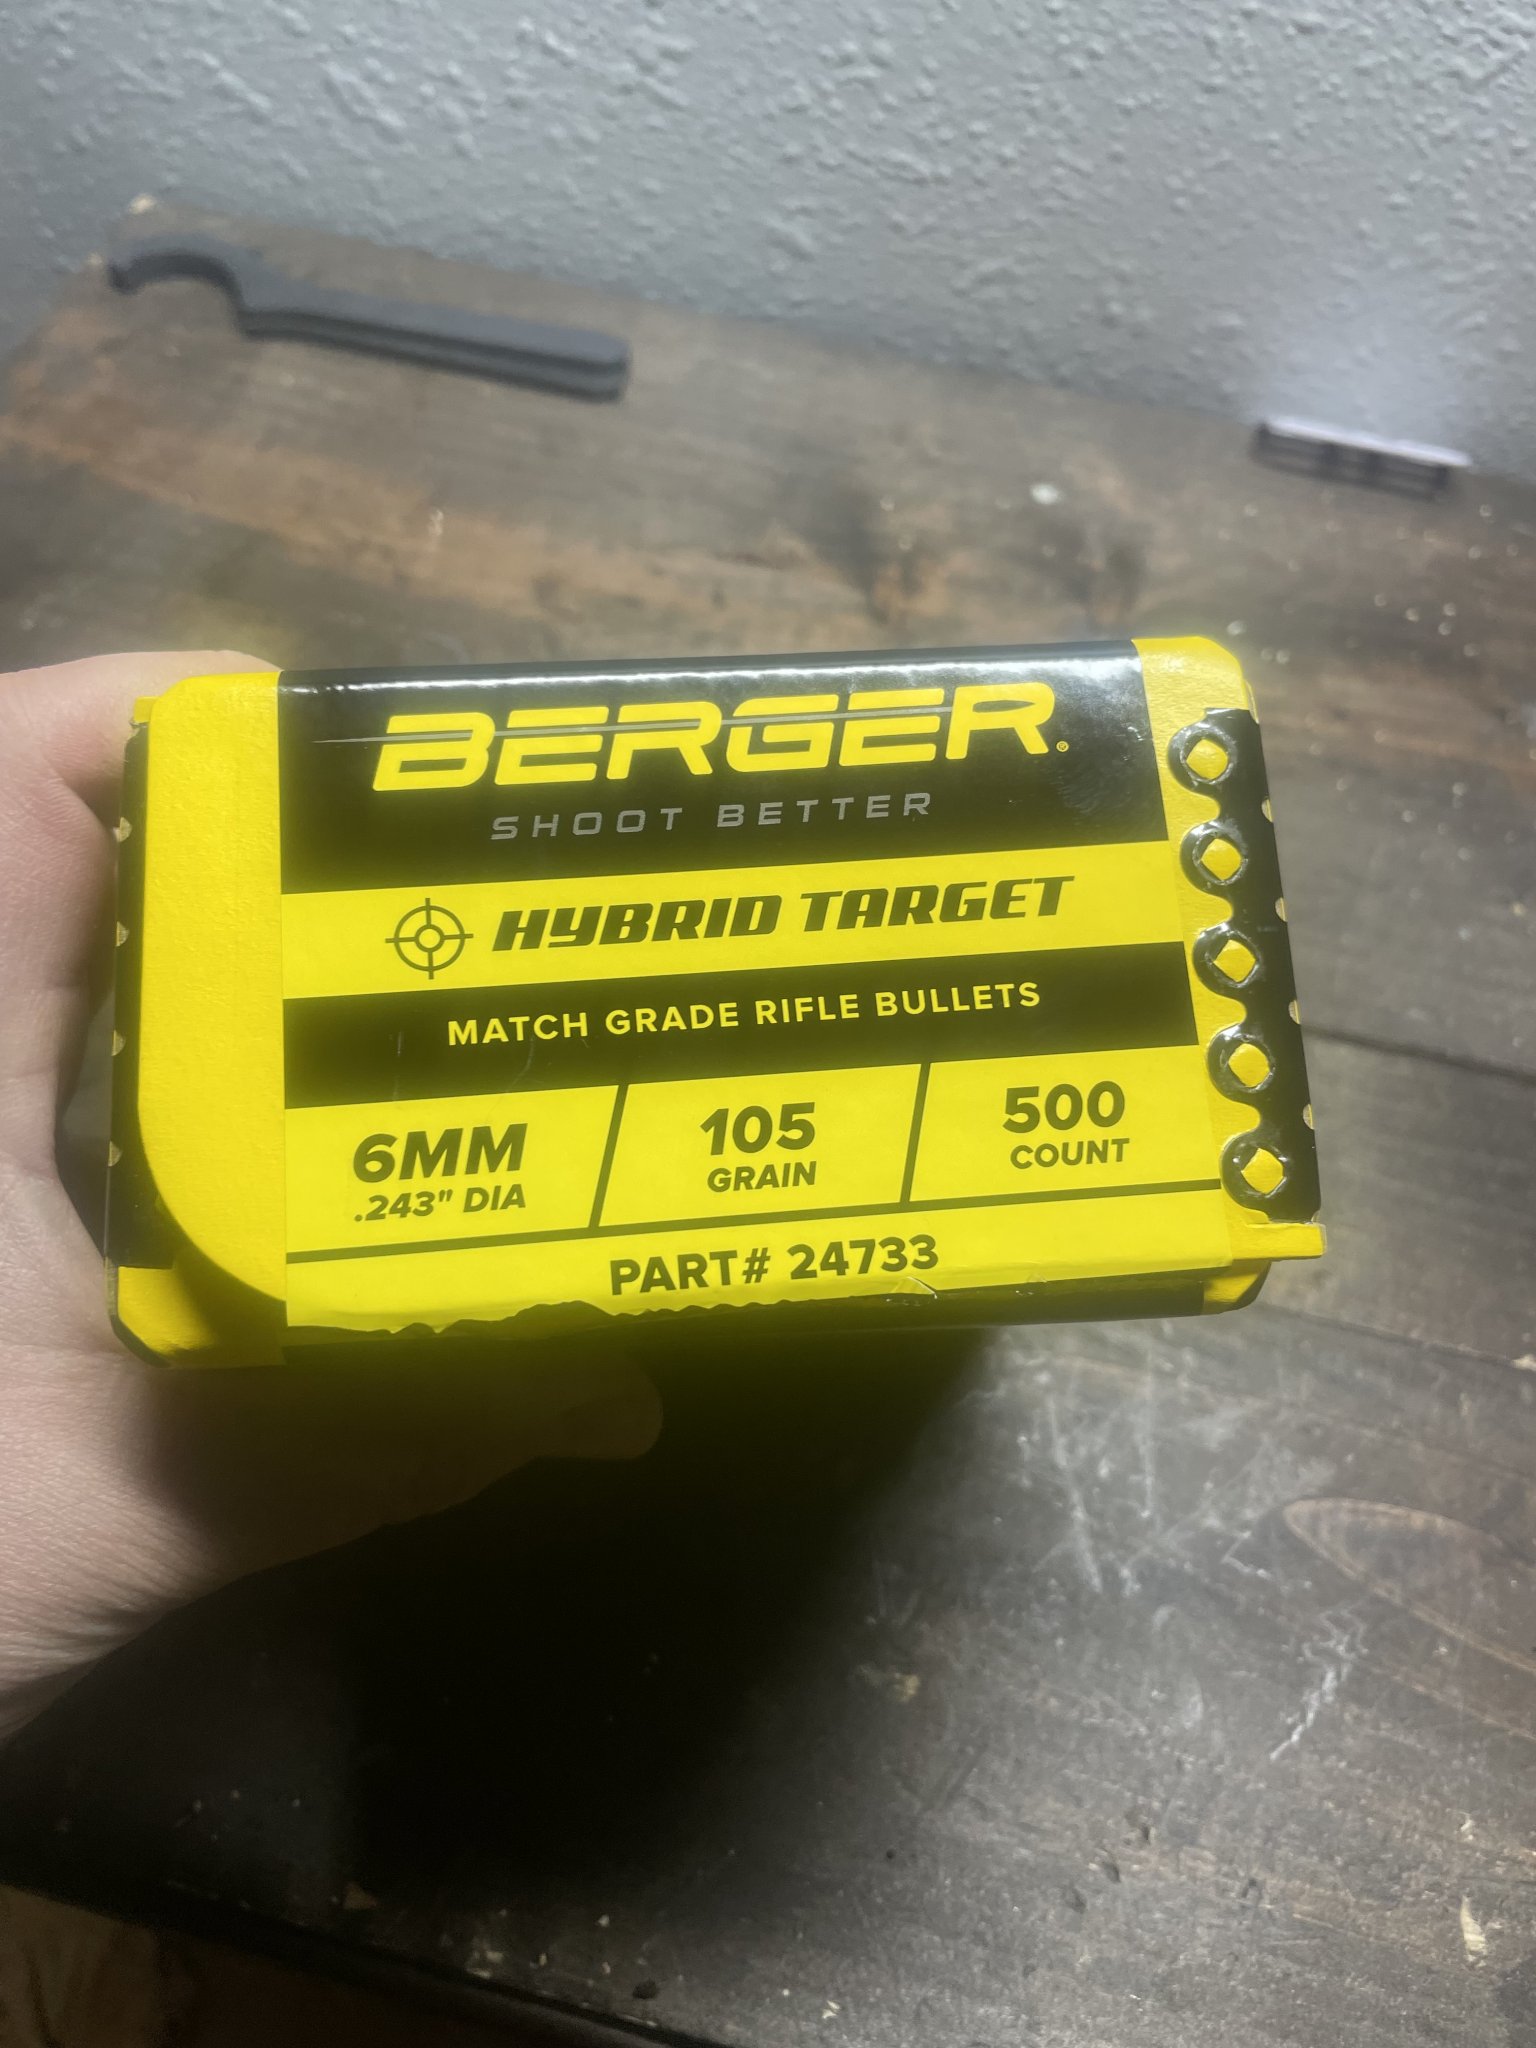 BERGER®
SHOOT BETTER
HYBRID TARGET
MATCH GRADE RIFLE BULLETS
6MM
.243" DIA
105
GRAIN
500
COUNT
PART# 24733